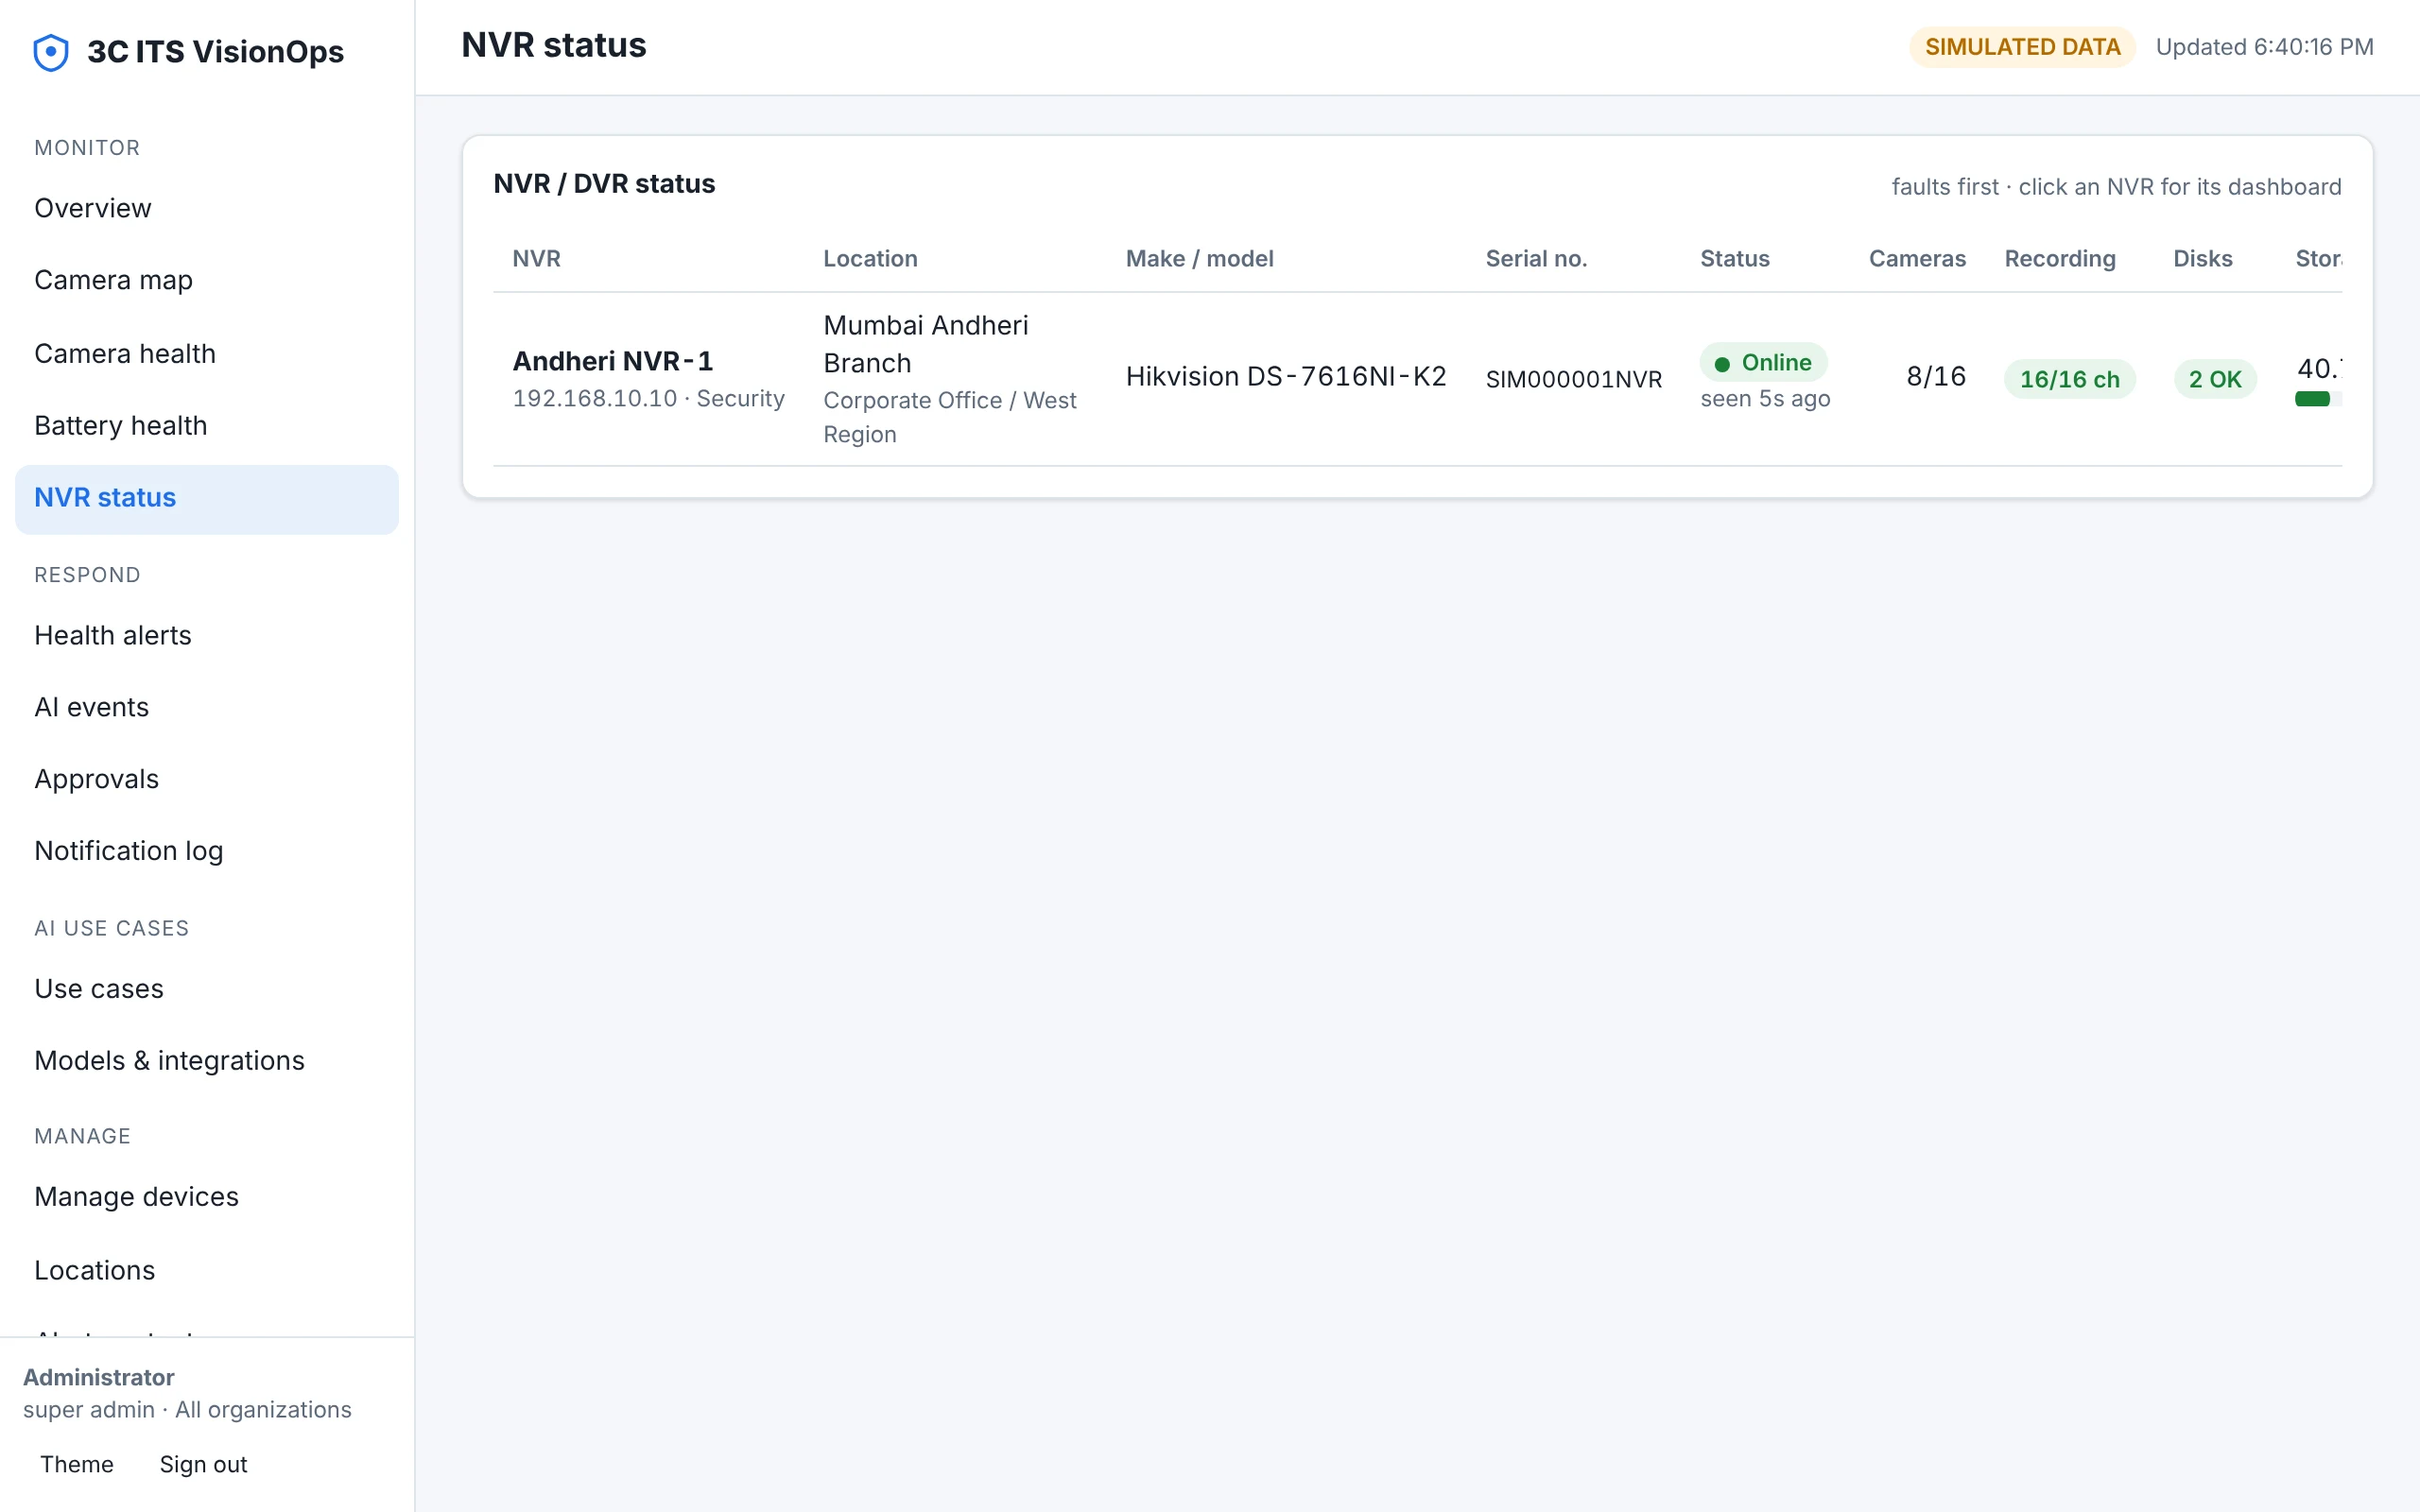 3C ITS VisionOps
MONITOR
Overview
Camera map
Camera health
Battery health
NVR status
RESPOND
Health alerts
AI events
Approvals
Notification log
AI USE CASES
Use cases
Models & integrations
MANAGE
Manage devices
Locations
Administrator
super admin · All organizations
Theme Sign out
NVR status
SIMULATED DATA Updated 6:40:16 PM
NVR / DVR status
faults first · click an NVR for its dashboard
NVR Location Make / model Serial no. Status Cameras Recording Disks
Andheri NVR-1
192.168.10.10 · Security
Mumbai Andheri
Branch
Corporate Office / West
Region
Hikvision DS-7616NI-K2
SIM000001NVR
Online
seen 5s ago
8/16
16/16 ch
2 OK